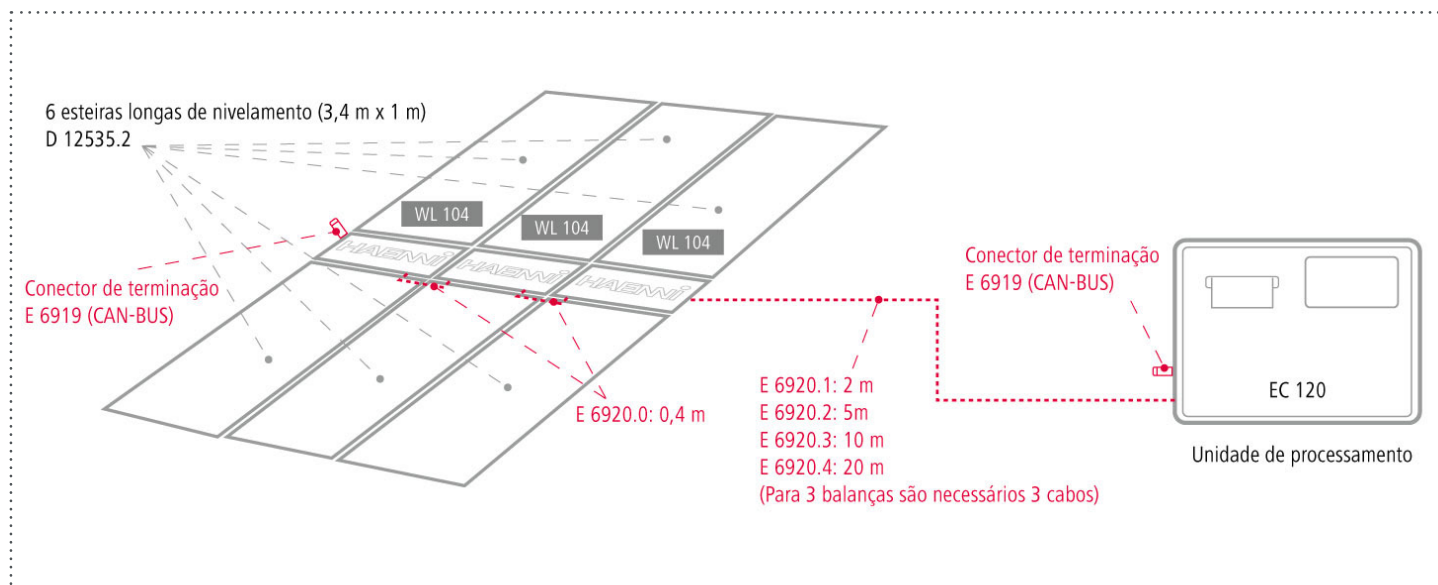 6 esteiras longas de nivelamento (3,4 m x 1 m)
D 12535.2
WL 104
WL 104
WL 104
HAENNI
HAENNI
HAENNI
Conector de terminação
E 6919 (CAN-BUS)
E 6920.0: 0,4 m
E 6920.1: 2 m
E 6920.2: 5m
E 6920.3: 10 m
E 6920.4: 20 m
(Para 3 balanças são necessários 3 cabos)
Conector de terminação
E 6919 (CAN-BUS)
EC 120
Unidade de processamento